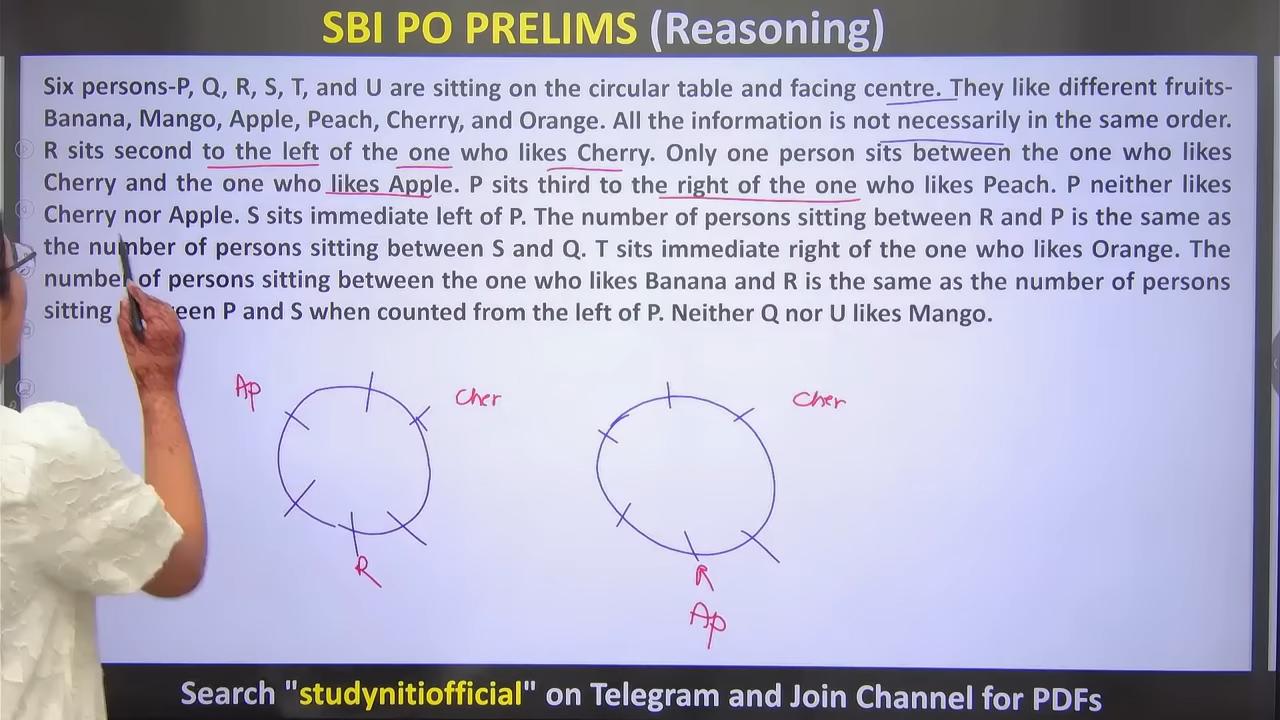 SBI PO PRELIMS (Reasoning)
Six persons-P, Q, R, S, T, and U are sitting on the circular table and facing centre. They like different fruits-
Banana, Mango, Apple, Peach, Cherry, and Orange. All the information is not necessarily in the same order.
R sits second to the left of the one who likes Cherry. Only one person sits between the one who likes
Cherry and the one who likes Apple. P sits third to the right of the one who likes Peach. P neither likes
Cherry nor Apple. S sits immediate left of P. The number of persons sitting between R and P is the same as
the number of persons sitting between S and Q. T sits immediate right of the one who likes Orange. The
number of persons sitting between the one who likes Banana and R is the same as the number of persons
sitting een P and S when counted from the left of P. Neither Q nor U likes Mango.
Ap Cher Cher
R R
Ap
Search "studynitiofficial" on Telegram and Join Channel for PDFs